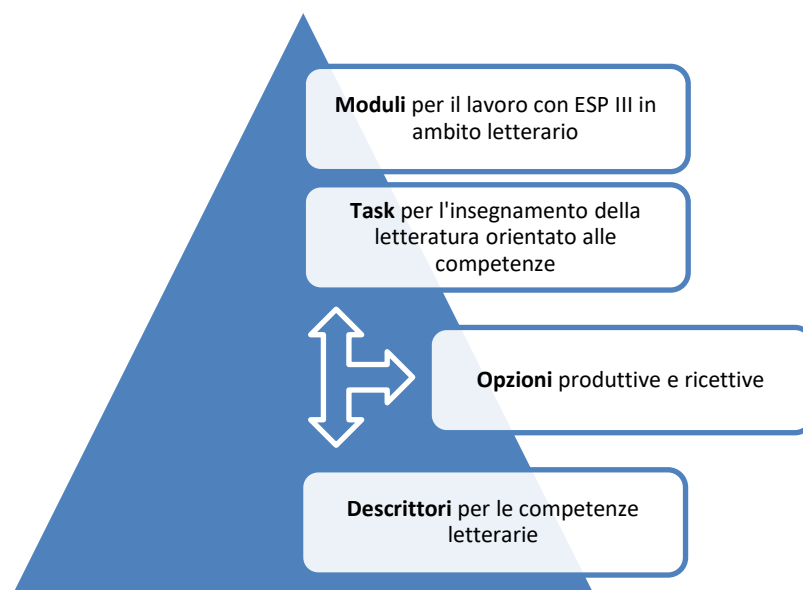 Moduli per il lavoro con ESP III in
ambito letterario
Task per l'insegnamento della
letteratura orientato alle
competenze
Opzioni produttive e ricettive
Descrittori per le competenze
letterarie